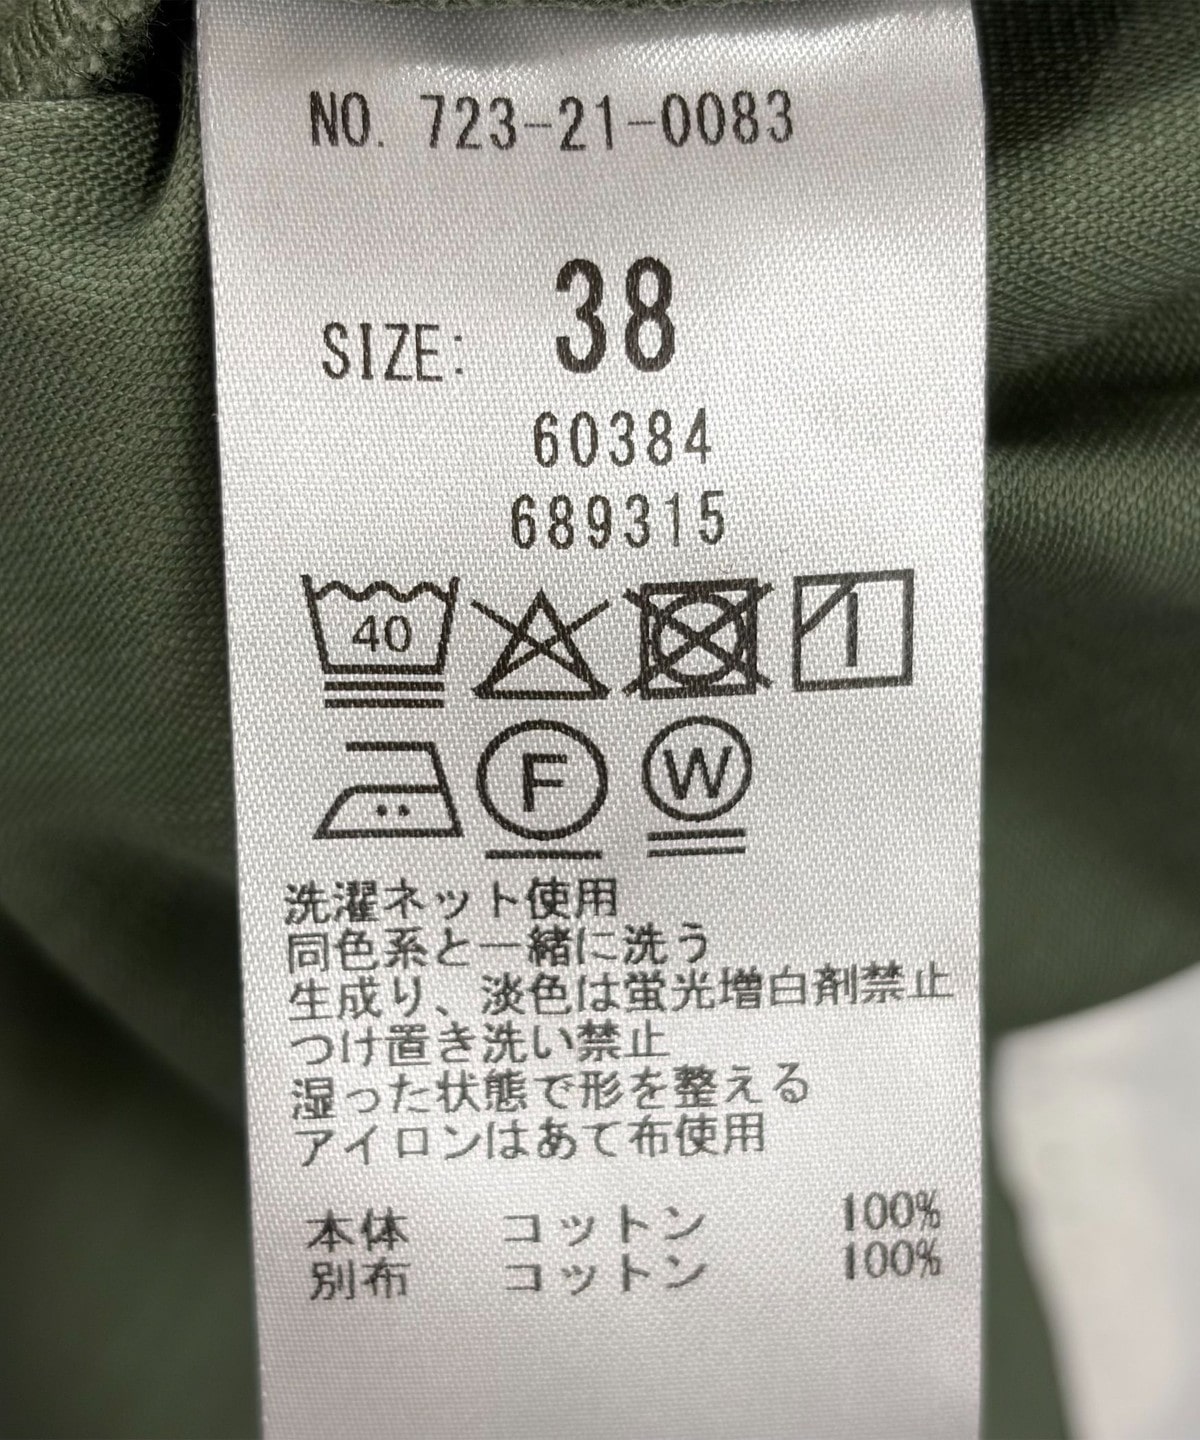 NO. 723-21-0083
SIZE: 38
60384
689315
40
F W
洗濯ネット使用
同色系と一緒に洗う
生成り、淡色は蛍光増白剤禁止
つけ置き洗い禁止
湿った状態で形を整える
アイロンはあて布使用
本体 コットン 100%
別布 コットン 100%